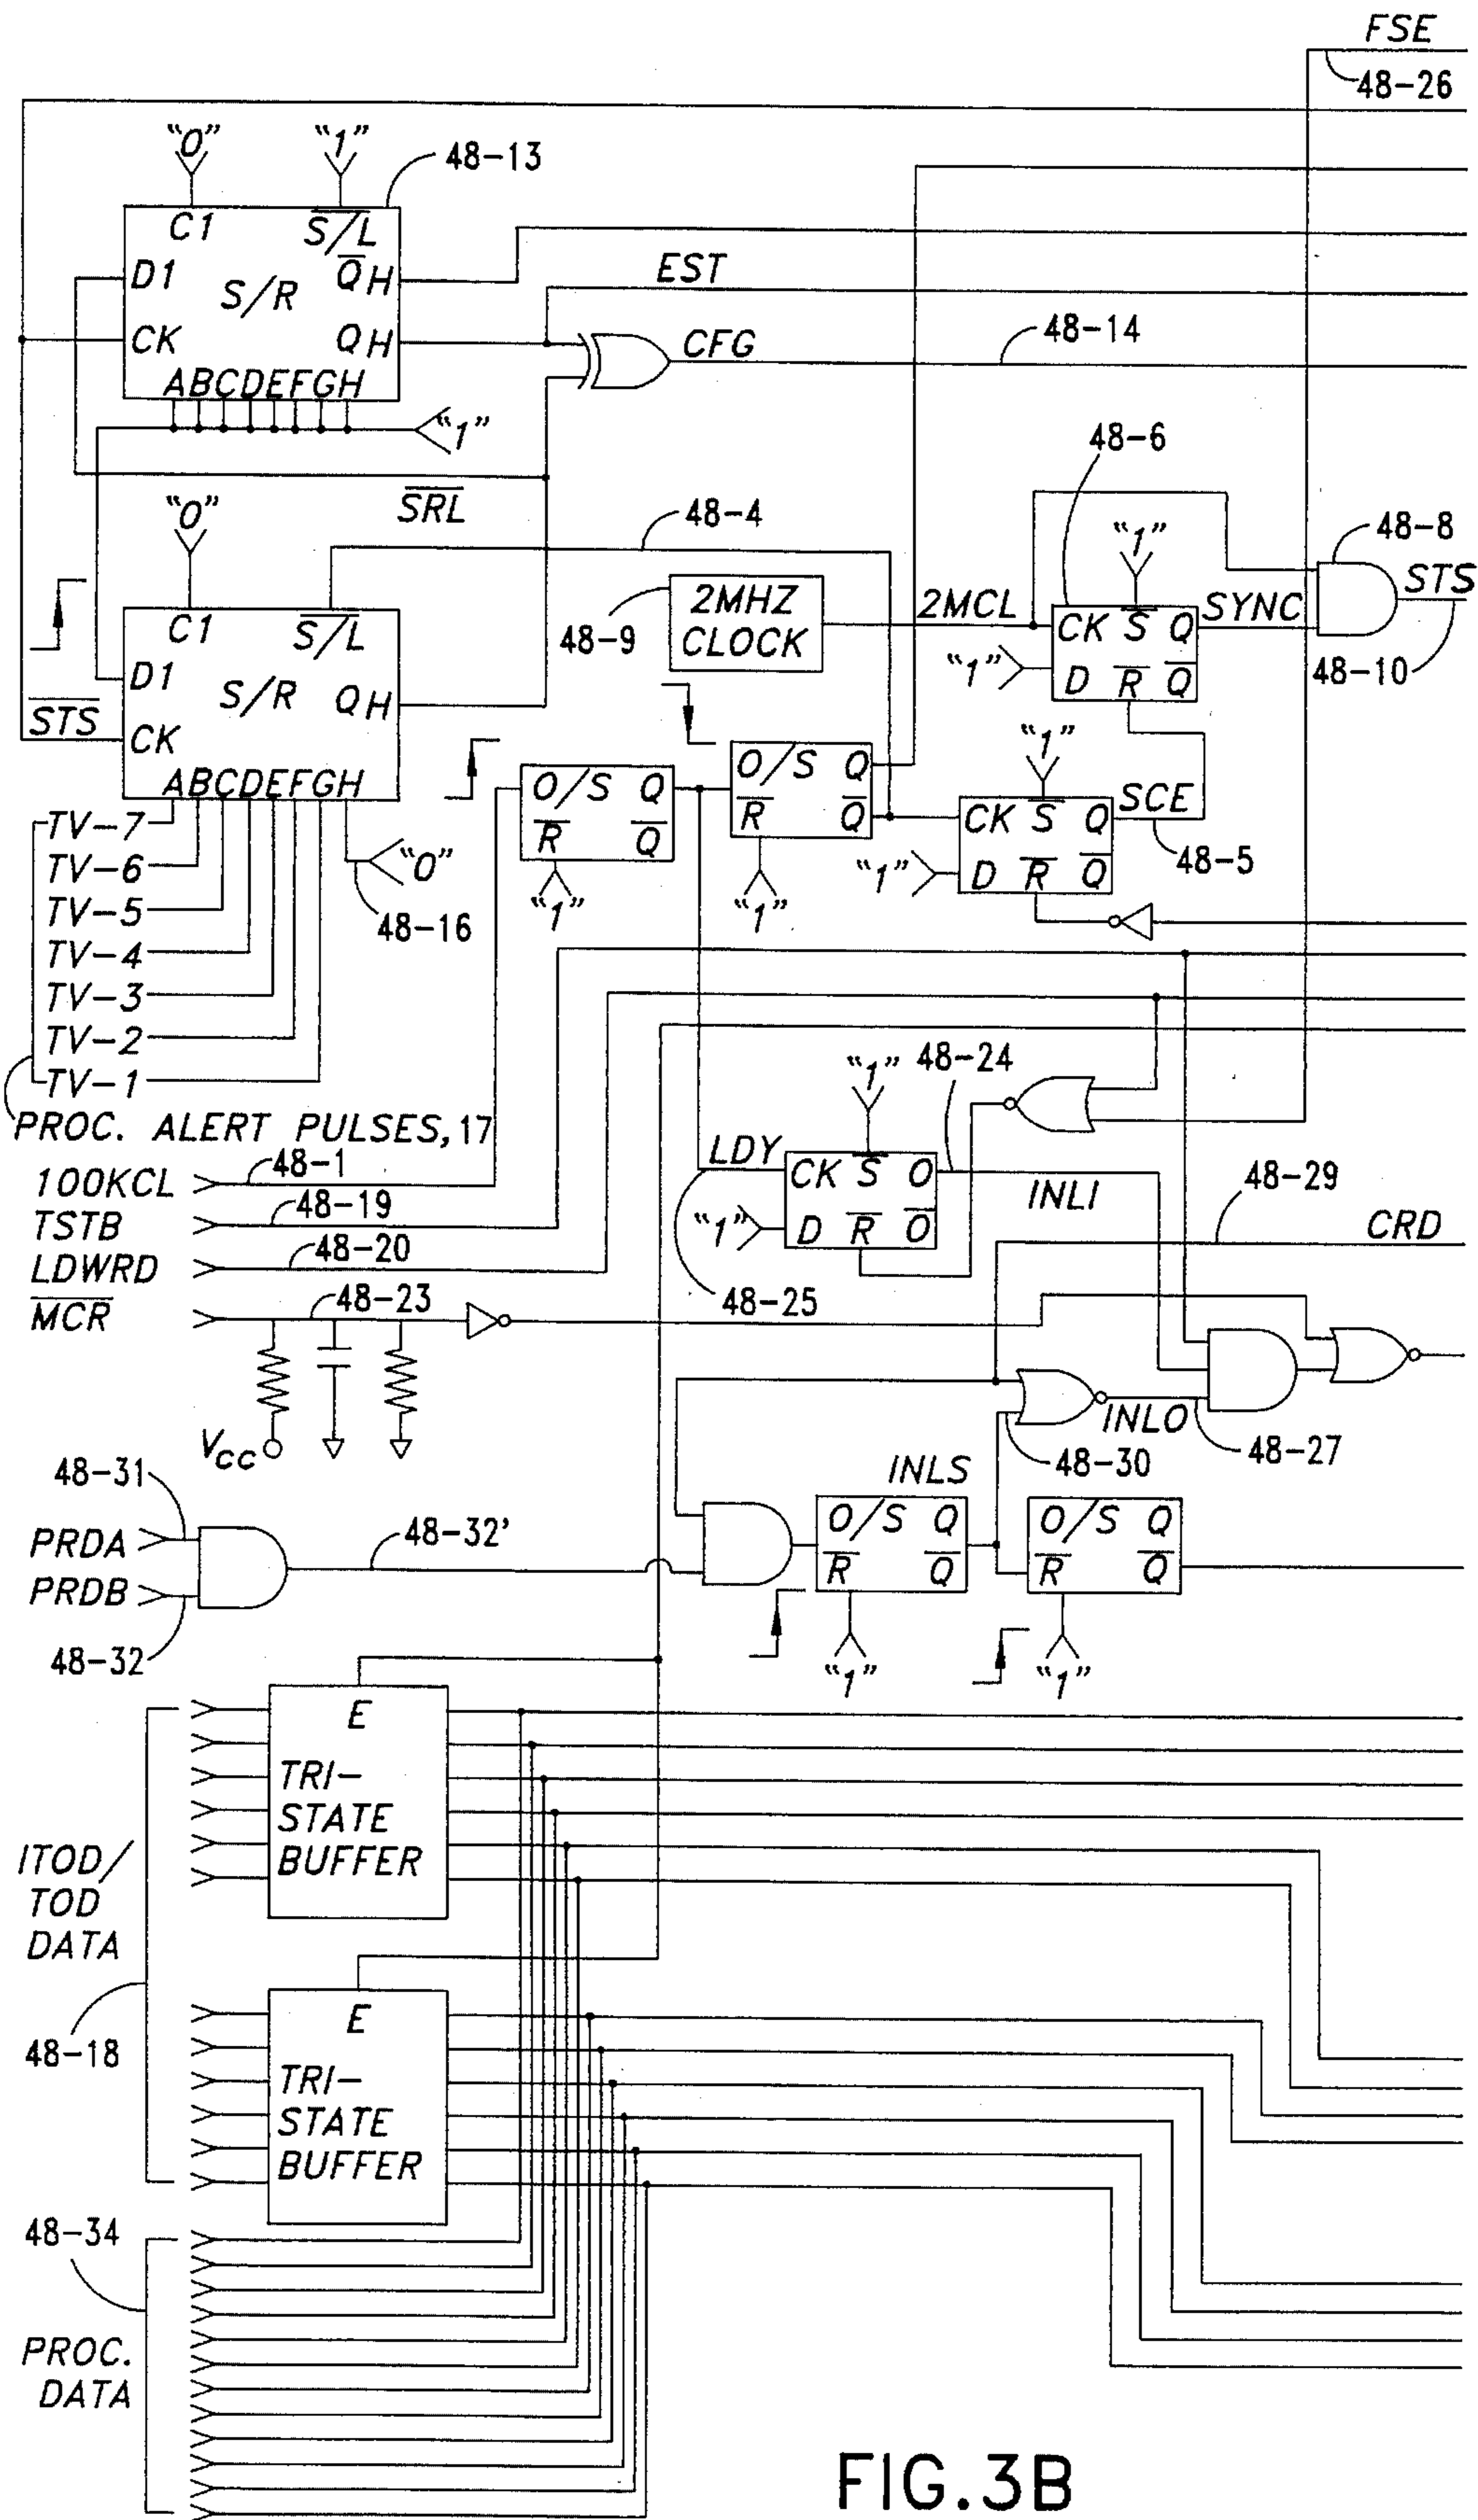 FSE
48-26
“0” “1” 48-13
C1 S/L
D1 S/R Q̅H
EST
CK QH
CFG 48-14
ABCDEFGH
“1”
48-6
SRL
“0” 48-4 “1” 48-8
STS
C1 S/L
48-9 2MHZ CLOCK 2MCL CK S Q SYNC
“1” D R Q
48-10
D1 S/R QH
STS
CK
“1”
ABCDEFGH
O/S Q
R Q
O/S Q
R Q
CK S Q SCE
“1” D R Q
48-5
TV-7
TV-6 “0”
TV-5 48-16 “1” “1”
TV-4
TV-3
TV-2
TV-1
“1” 48-24
PROC. ALERT PULSES, 17
100KCL 48-1
LDY CK S O
INLI
“1” D R O
48-29
CRD
TSTB 48-19
LDWRD 48-20
48-25
MCR 48-23
VCC
INLO
48-27
48-30
48-31
INLS
PRDA 48-32'
PRDB
O/S Q
R Q
O/S Q
R Q
48-32
“1” “1”
E
TRI-
STATE
BUFFER
ITOD/
TOD
DATA
48-18
E
TRI-
STATE
BUFFER
48-34
PROC.
DATA
FIG.3B